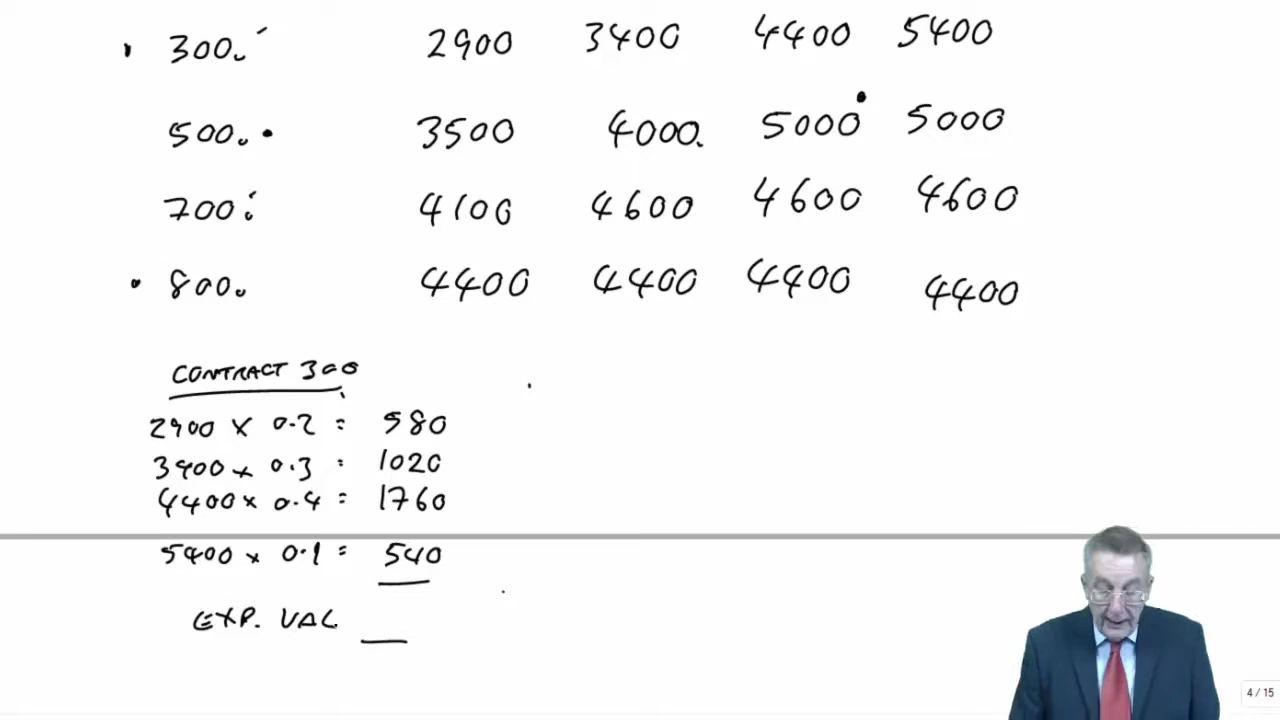 300 2900 3400 4400 5400
500 3500 4000 5000 5000
700 4100 4600 4600 4600
800 4400 4400 4400 4400
CONTRACT 300
2900 x 0.2 = 580
3400 x 0.3 = 1020
4400 x 0.4 = 1760
5400 x 0.1 = 540
EXP. VAL
4 / 15